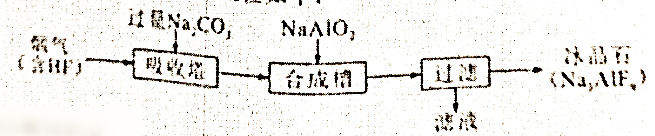 过量Na₂CO₃
NaAlO₂
氟气
(含HF)
吸收塔
合成槽
过滤
冰晶石
(Na₃AlF₆)
滤液